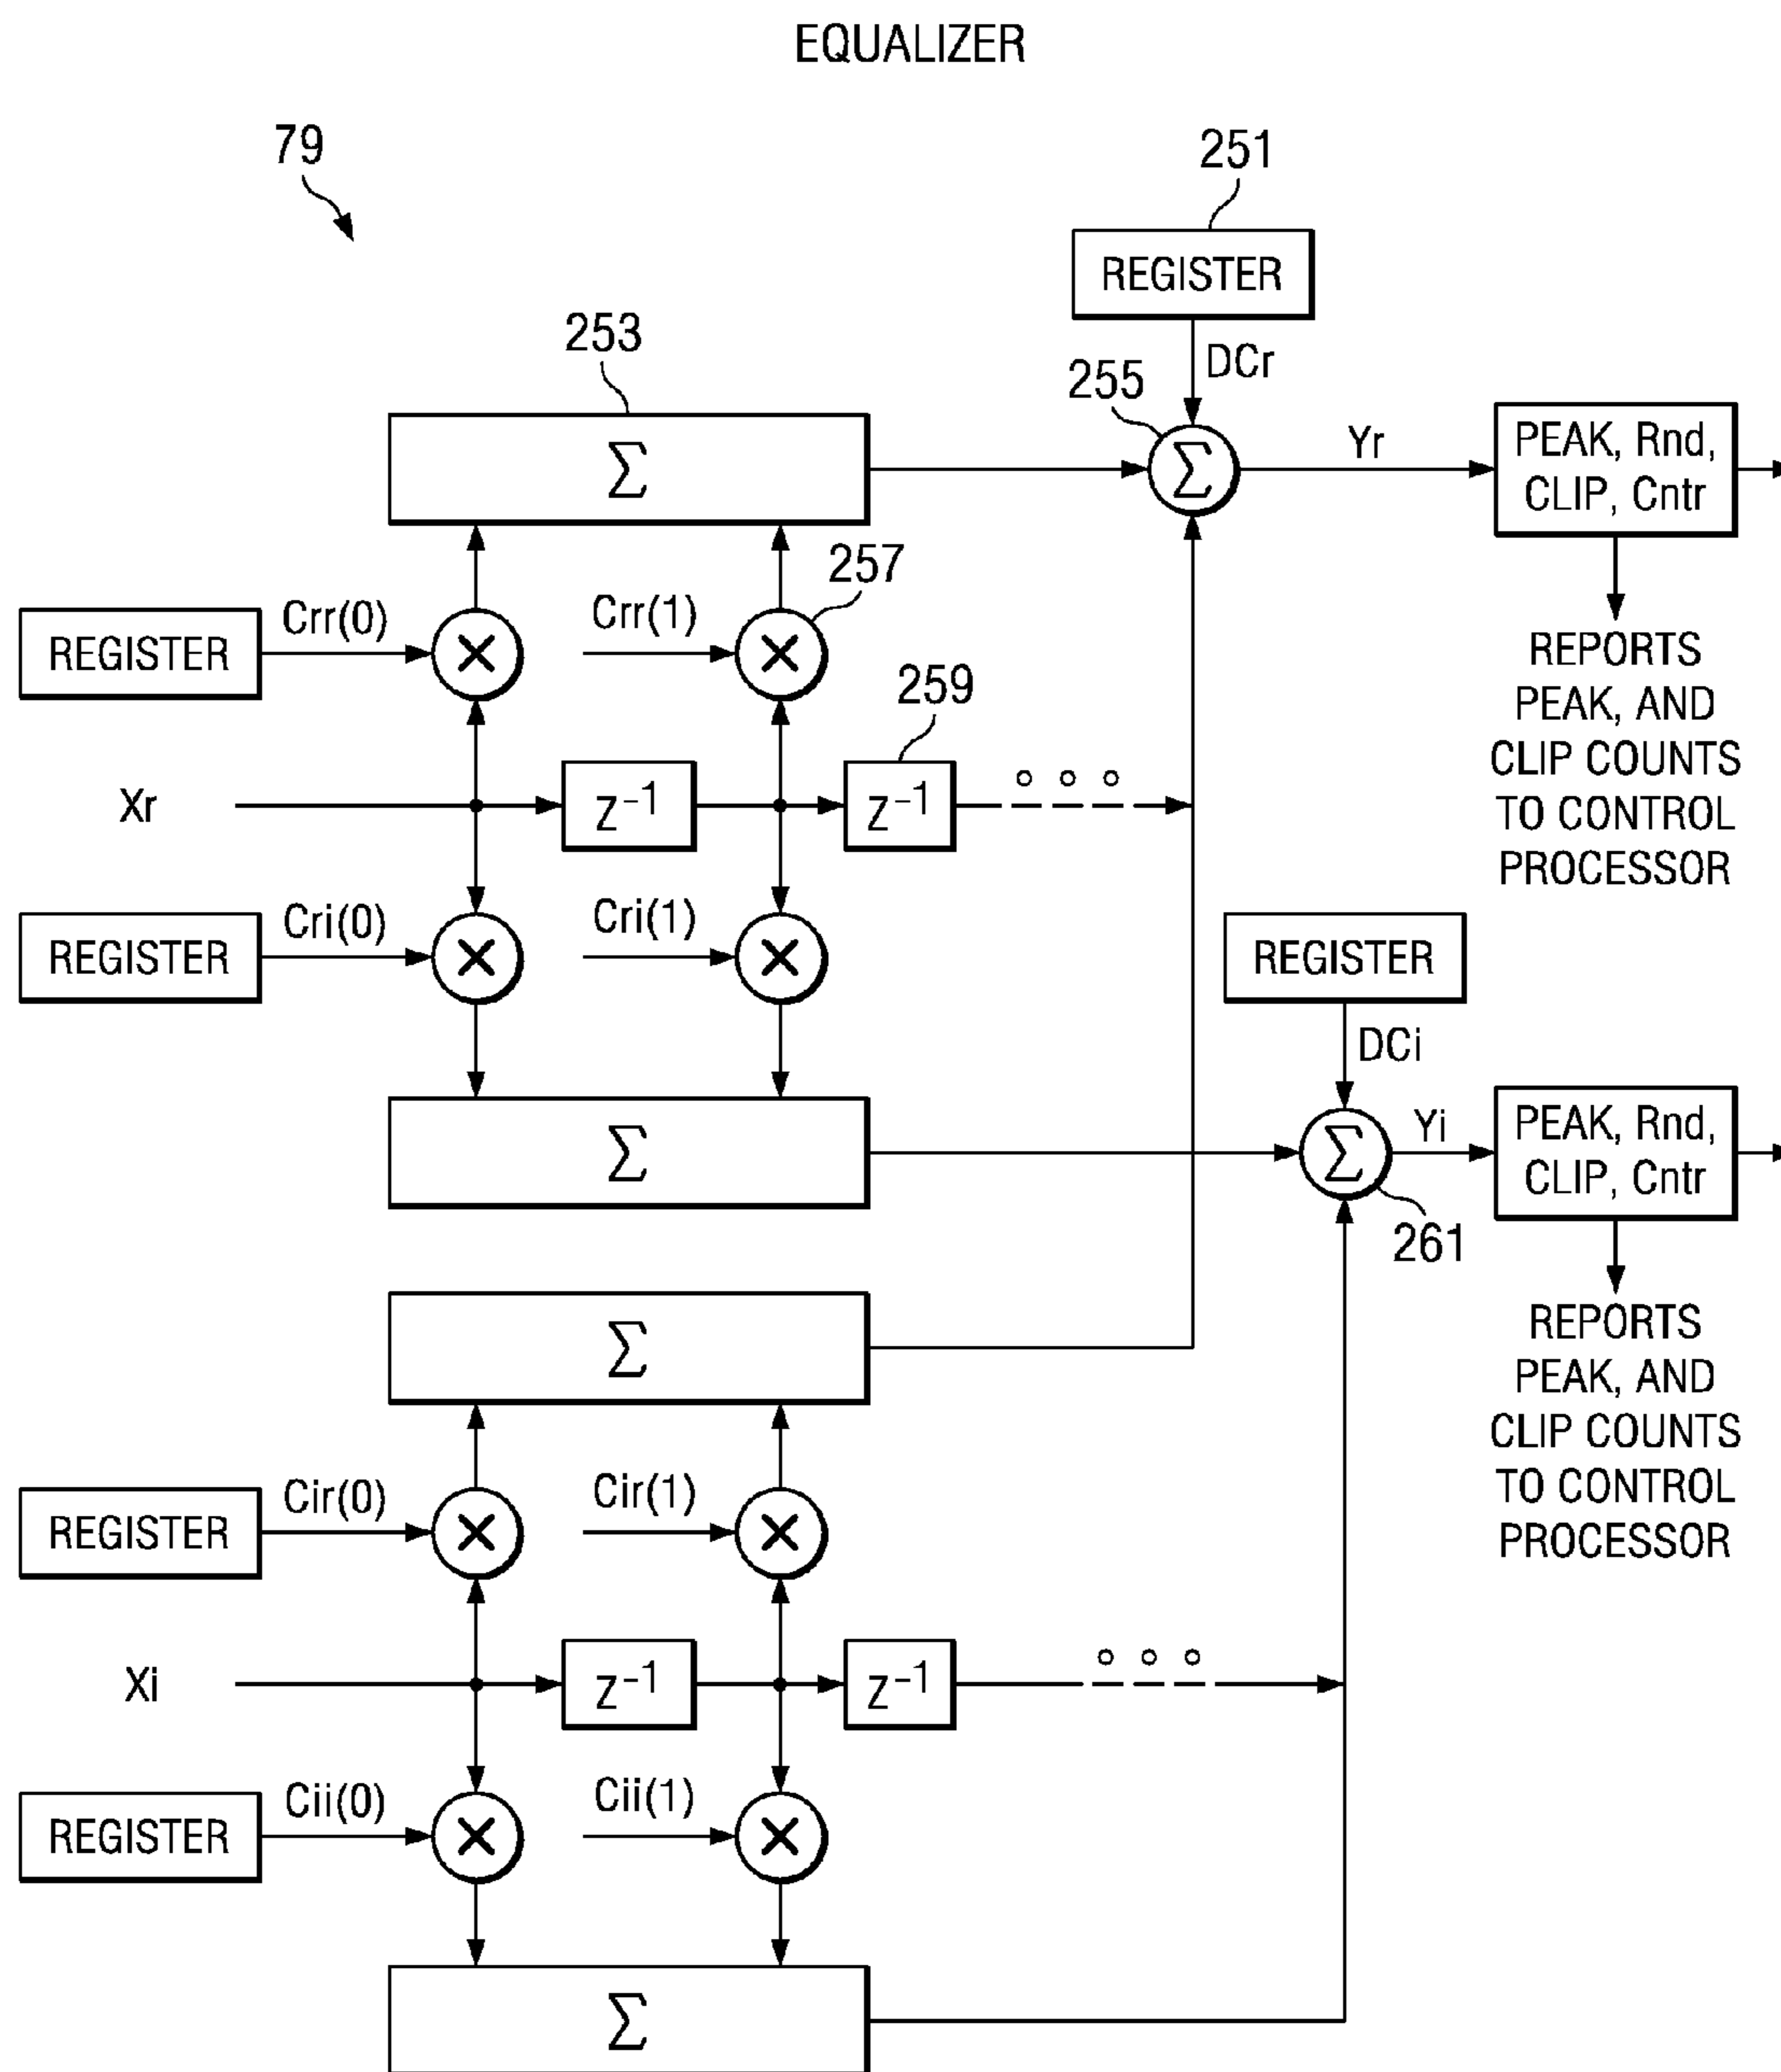 EQUALIZER
79
251
REGISTER
253
255
DCr
Σ
Σ
Yr
PEAK, Rnd,
CLIP, Cntr
257
REGISTER
Crr(0)
×
Crr(1)
×
REPORTS
PEAK, AND
CLIP COUNTS
TO CONTROL
PROCESSOR
259
Xr
z⁻¹
z⁻¹
REGISTER
Cri(0)
×
Cri(1)
×
REGISTER
DCi
Σ
Σ
Yi
PEAK, Rnd,
CLIP, Cntr
261
Σ
REPORTS
PEAK, AND
CLIP COUNTS
TO CONTROL
PROCESSOR
REGISTER
Cir(0)
×
Cir(1)
×
Xi
z⁻¹
z⁻¹
REGISTER
Cii(0)
×
Cii(1)
×
Σ